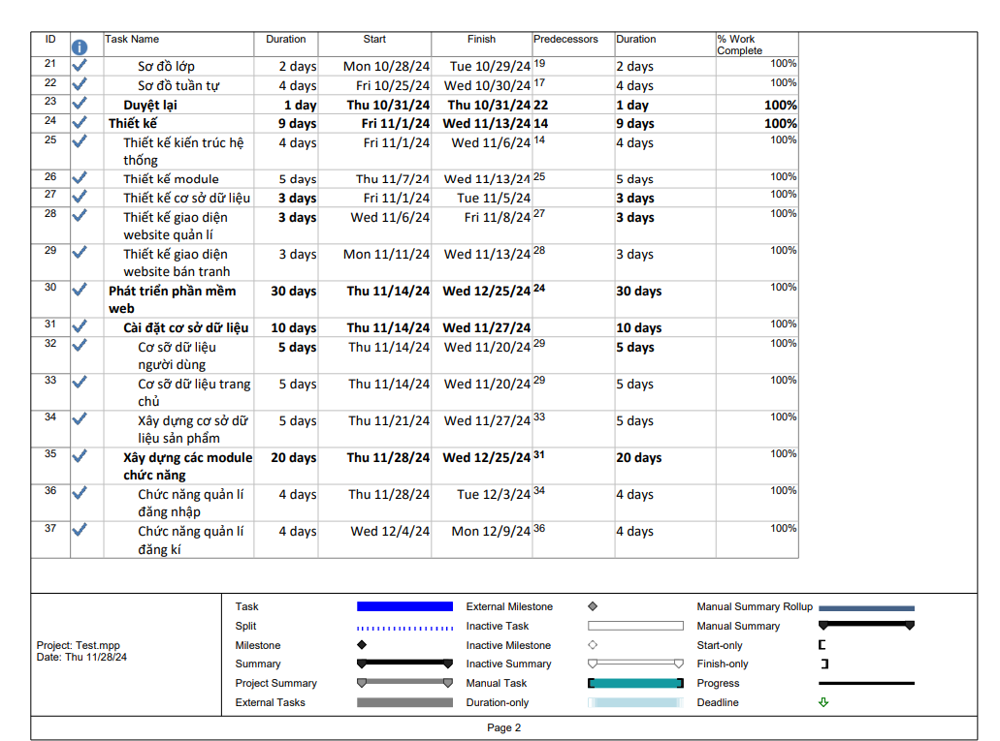 ID Task Name Duration Start Finish Predecessors Duration % Work Complete
21 Sơ đồ lớp 2 days Mon 10/28/24 Tue 10/29/24 19 2 days 100%
22 Sơ đồ tuần tự 4 days Fri 10/25/24 Wed 10/30/24 17 4 days 100%
23 Duyệt lại 1 day Thu 10/31/24 Thu 10/31/24 22 1 day 100%
24 Thiết kế 9 days Fri 11/1/24 Wed 11/13/24 14 9 days 100%
25 Thiết kế kiến trúc hệ 4 days Fri 11/1/24 Wed 11/6/24 14 4 days 100%
thống
26 Thiết kế module 5 days Thu 11/7/24 Wed 11/13/24 25 5 days 100%
27 Thiết kế cơ sở dữ liệu 3 days Fri 11/1/24 Tue 11/5/24 3 days 100%
28 Thiết kế giao diện 3 days Wed 11/6/24 Fri 11/8/24 27 3 days 100%
website quản lí
29 Thiết kế giao diện 3 days Mon 11/11/24 Wed 11/13/24 28 3 days 100%
website bán tranh
30 Phát triển phần mềm 30 days Thu 11/14/24 Wed 12/25/24 24 30 days 100%
web
31 Cài đặt cơ sở dữ liệu 10 days Thu 11/14/24 Wed 11/27/24 10 days 100%
32 Cơ sỡ dữ liệu 5 days Thu 11/14/24 Wed 11/20/24 29 5 days 100%
người dùng
33 Cơ sỡ dữ liệu trang 5 days Thu 11/14/24 Wed 11/20/24 29 5 days 100%
chủ
34 Xây dựng cơ sở dữ 5 days Thu 11/21/24 Wed 11/27/24 33 5 days 100%
liệu sản phẩm
35 Xây dựng các module 20 days Thu 11/28/24 Wed 12/25/24 31 20 days 100%
chức năng
36 Chức năng quản lí 4 days Thu 11/28/24 Tue 12/3/24 34 4 days 100%
đăng nhập
37 Chức năng quản lí 4 days Wed 12/4/24 Mon 12/9/24 36 4 days 100%
đăng kí
Project: Test.mpp
Date: Thu 11/28/24
Task External Milestone Manual Summary Rollup
Split Inactive Task Manual Summary
Milestone Inactive Milestone Start-only
Summary Inactive Summary Finish-only
Project Summary Manual Task Progress
External Tasks Duration-only Deadline
Page 2